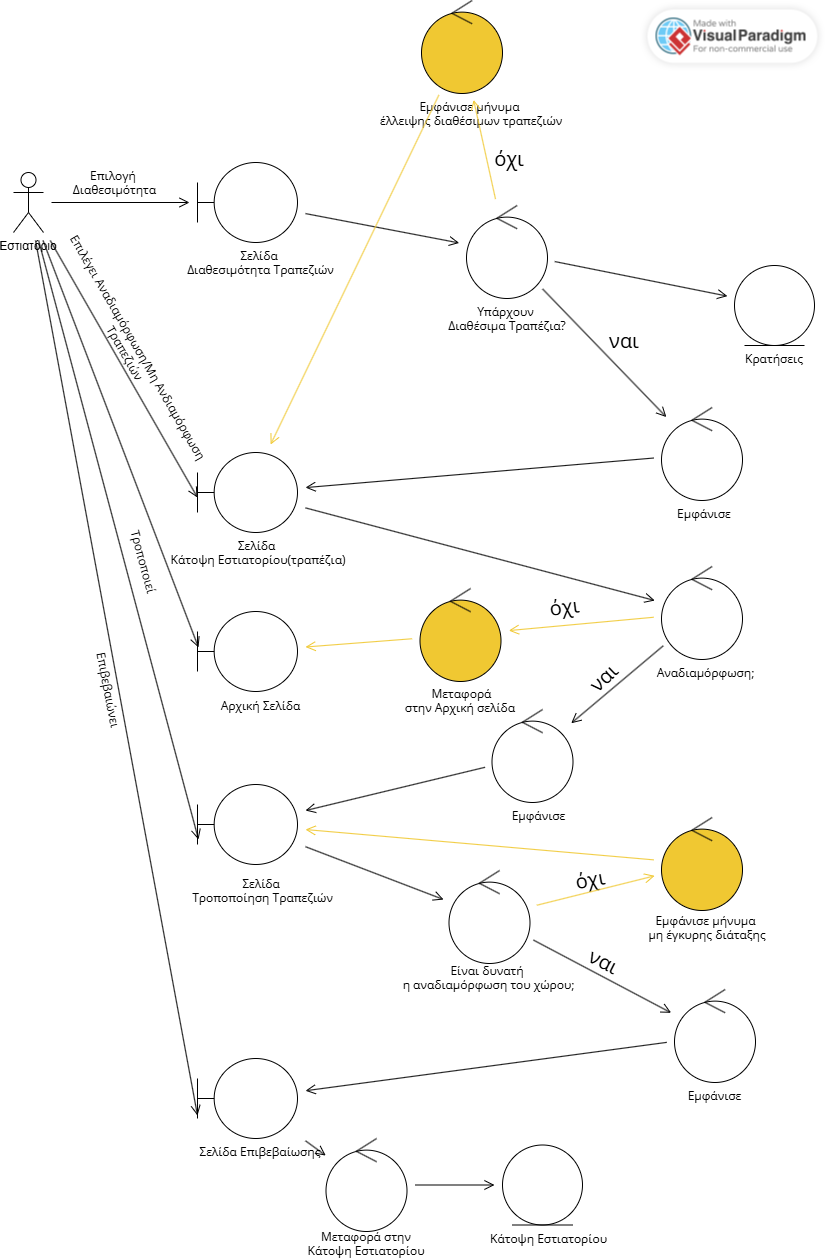 Made with
VisualParadigm
For non-commercial use
Εμφάνισε μήνυμα
έλλειψης διαθέσιμων τραπεζιών
όχι
Επιλογή
Διαθεσιμότητα
Εστιατόριο
Σελίδα
Διαθεσιμότητα Τραπεζιών
Υπάρχουν
Διαθέσιμα Τραπέζια?
Κρατήσεις
ναι
Επιλέγει Αναδιαμόρφωση/Μη Ανδιαμόρφωση
Τραπεζιών
Εμφάνισε
Σελίδα
Κάτοψη Εστιατορίου(τραπέζια)
Τροποποιεί
όχι
Αναδιαμόρφωση;
ναι
Μεταφορά
στην Αρχική σελίδα
Αρχική Σελίδα
Επιβεβαιώνει
Εμφάνισε
Σελίδα
Τροποποίηση Τραπεζιών
όχι
Εμφάνισε μήνυμα
μη έγκυρης διάταξης
Είναι δυνατή
η αναδιαμόρφωση του χώρου;
ναι
Εμφάνισε
Σελίδα Επιβεβαίωσης
Μεταφορά στην
Κάτοψη Εστιατορίου
Κάτοψη Εστιατορίου